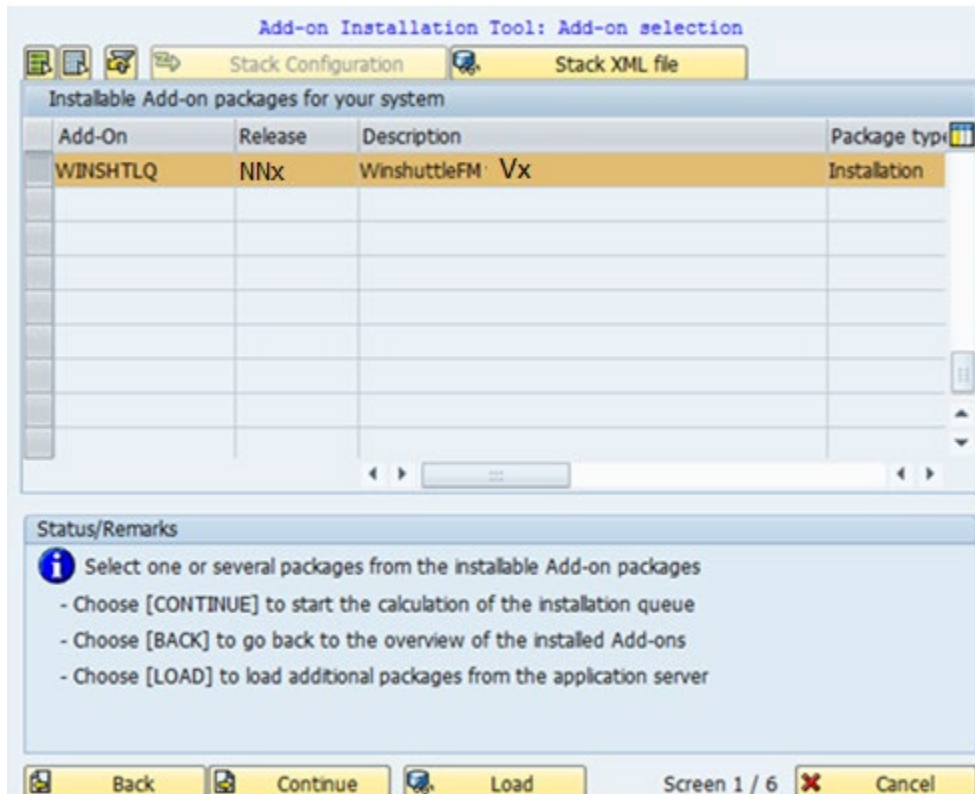 Add-on Installation Tool: Add-on selection
Stack Configuration Stack XML file
Installable Add-on packages for your system
Add-On Release Description Package type
WINSHTLQ NNx WinshuttleFM Vx Installation
Status/Remarks
Select one or several packages from the installable Add-on packages
- Choose [CONTINUE] to start the calculation of the installation queue
- Choose [BACK] to go back to the overview of the installed Add-ons
- Choose [LOAD] to load additional packages from the application server
Back Continue Load Screen 1 / 6 Cancel